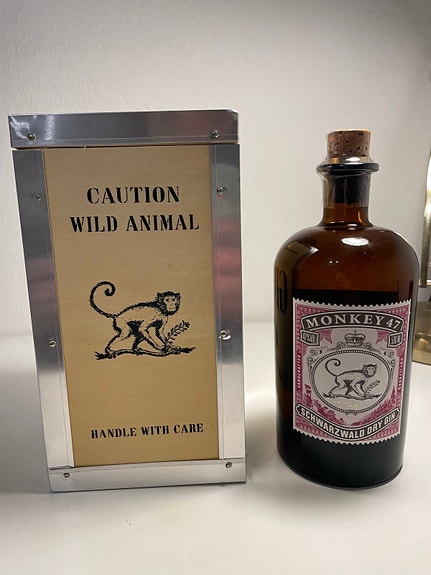 CAUTION
WILD ANIMAL
HANDLE WITH CARE
MONKEY 47
SCHWARZWALD DRY GIN